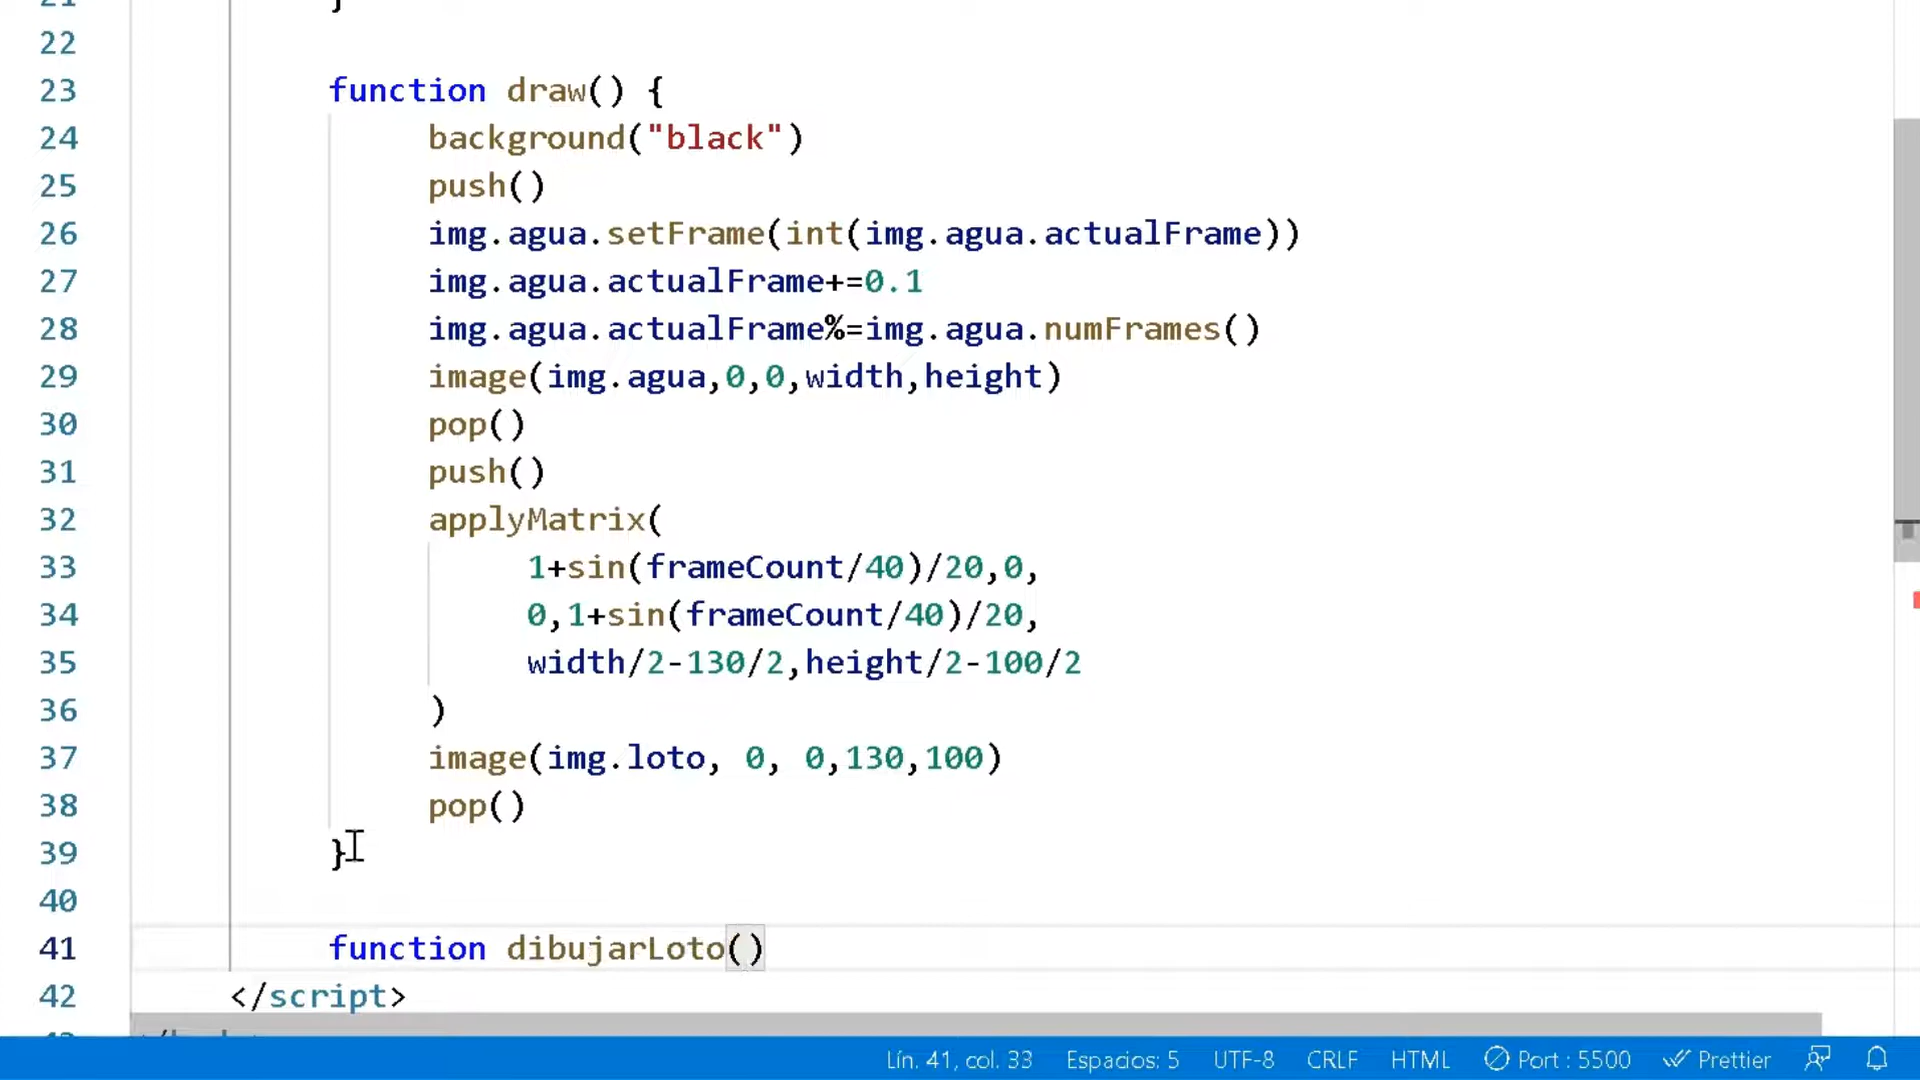 21 }
22
23 function draw() {
24 background("black")
25 push()
26 img.agua.setFrame(int(img.agua.actualFrame))
27 img.agua.actualFrame+=0.1
28 img.agua.actualFrame%=img.agua.numFrames()
29 image(img.agua,0,0,width,height)
30 pop()
31 push()
32 applyMatrix(
33 1+sin(frameCount/40)/20,0,
34 0,1+sin(frameCount/40)/20,
35 width/2-130/2,height/2-100/2
36 )
37 image(img.loto, 0, 0,130,100)
38 pop()
39 }
40
41 function dibujarLoto()
42 </script>
Lín. 41, col. 33 Espacios: 5 UTF-8 CRLF HTML Port : 5500 Prettier